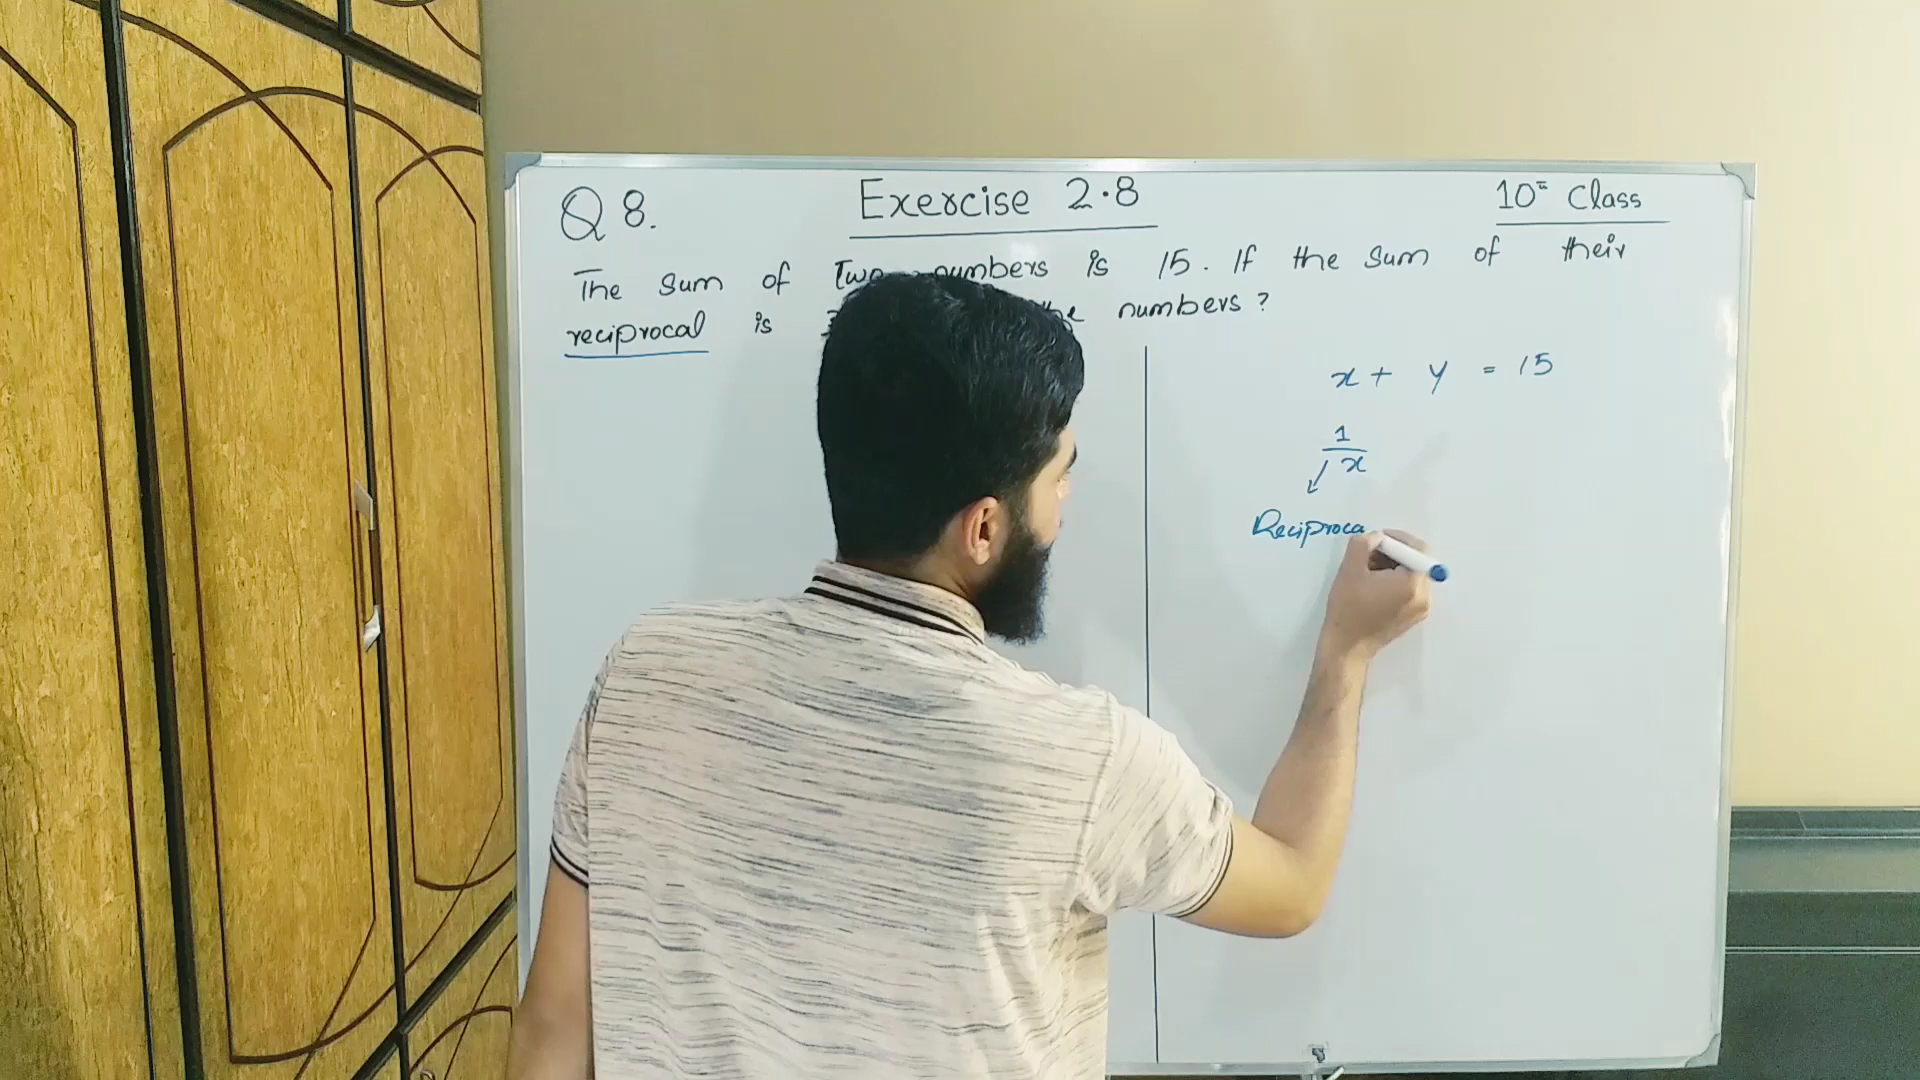 Q 8.
Exercise 2.8
10th Class
The sum of Two numbers is 15. If the sum of their
reciprocal is numbers?
x + y = 15
1
x
Reciproca